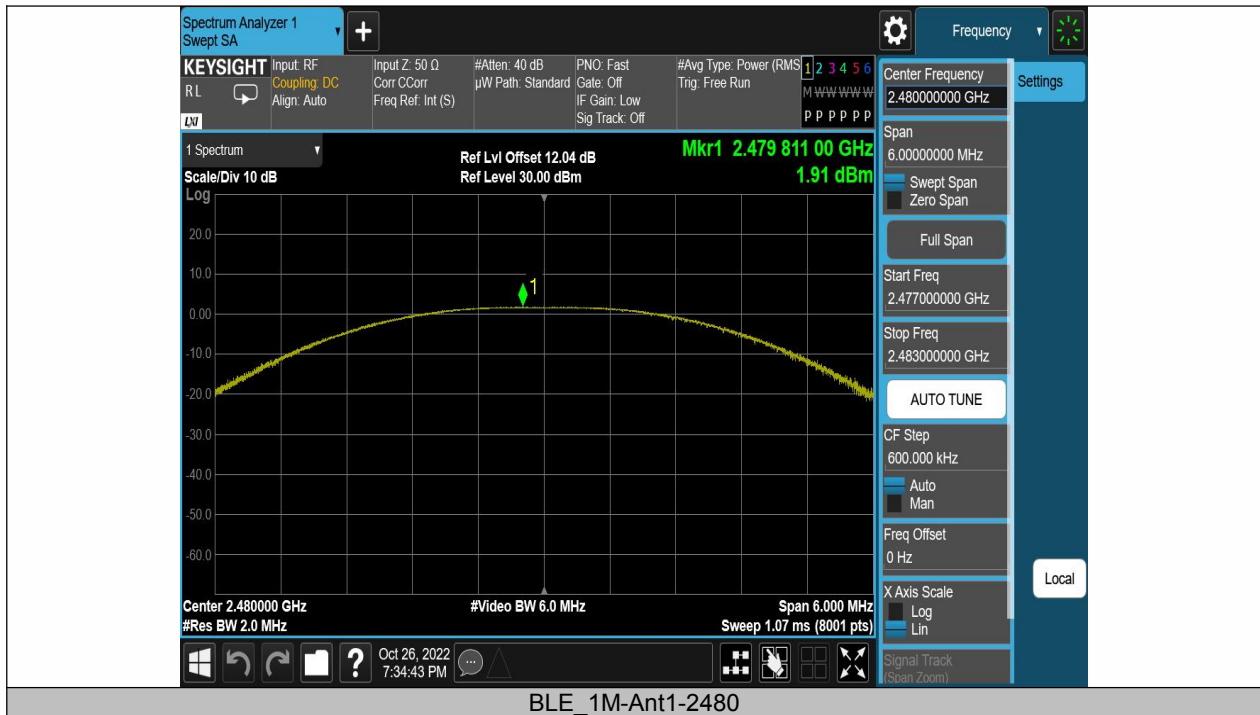 Spectrum Analyzer 1
Swept SA
+
Frequency
KEYSIGHT
RL
LXI
Input: RF
Coupling: DC
Align: Auto
Input Z: 50 Ω
Corr CCorr
Freq Ref: Int (S)
#Atten: 40 dB
µW Path: Standard
PNO: Fast
Gate: Off
IF Gain: Low
Sig Track: Off
#Avg Type: Power (RMS
Trig: Free Run
1 2 3 4 5 6
M W W W W W
P P P P P P
1 Spectrum
Scale/Div 10 dB
Log
Ref Lvl Offset 12.04 dB
Ref Level 30.00 dBm
Mkr1 2.479 811 00 GHz
1.91 dBm
20.0
10.0
0.00
-10.0
-20.0
-30.0
-40.0
-50.0
-60.0
1
Center 2.480000 GHz
#Res BW 2.0 MHz
#Video BW 6.0 MHz
Span 6.000 MHz
Sweep 1.07 ms (8001 pts)
Center Frequency
2.480000000 GHz
Settings
Span
6.00000000 MHz
Swept Span
Zero Span
Full Span
Start Freq
2.477000000 GHz
Stop Freq
2.483000000 GHz
AUTO TUNE
CF Step
600.000 kHz
Auto
Man
Freq Offset
0 Hz
X Axis Scale
Log
Lin
Signal Track
(Span Zoom)
Local
?
Oct 26, 2022
7:34:43 PM
BLE_1M-Ant1-2480